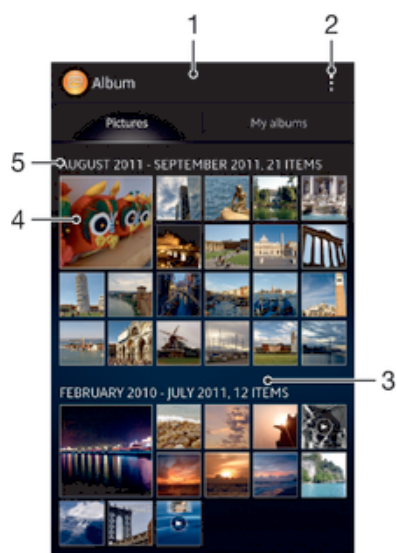 1 2
Album
Pictures My albums
5 AUGUST 2011 - SEPTEMBER 2011, 21 ITEMS
4
3
FEBRUARY 2010 - JULY 2011, 12 ITEMS